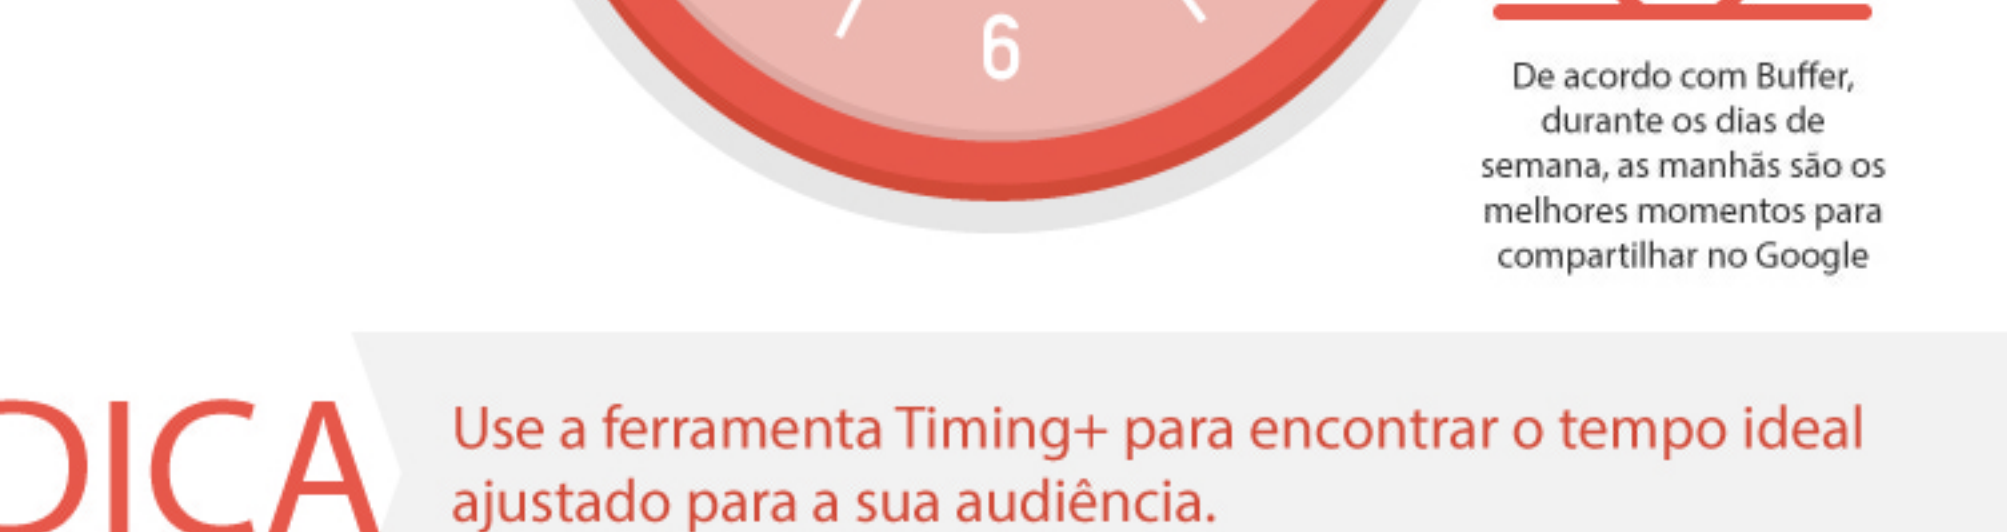 6
De acordo com Buffer,
durante os dias de
semana, as manhãs são os
melhores momentos para
compartilhar no Google
DICA
Use a ferramenta Timing+ para encontrar o tempo ideal
ajustado para a sua audiência.